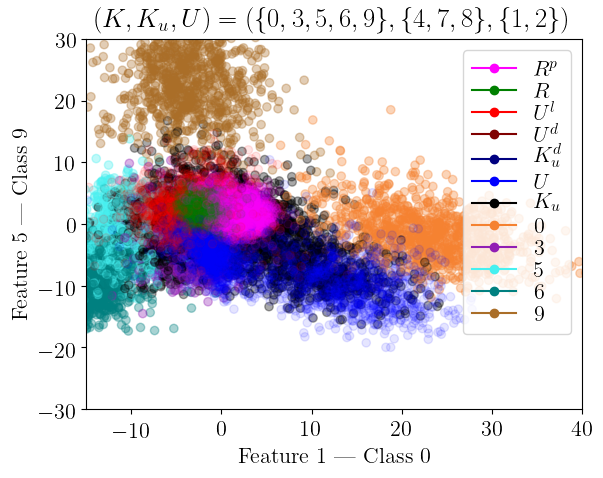 (K, K_u, U) = ({0, 3, 5, 6, 9}, {4, 7, 8}, {1, 2})
30
20
10
0
−10
−20
−30
−10
0
10
20
30
40
Feature 5 — Class 9
Feature 1 — Class 0
R^p
R
U^l
U^d
K_u^d
U
K_u
0
3
5
6
9